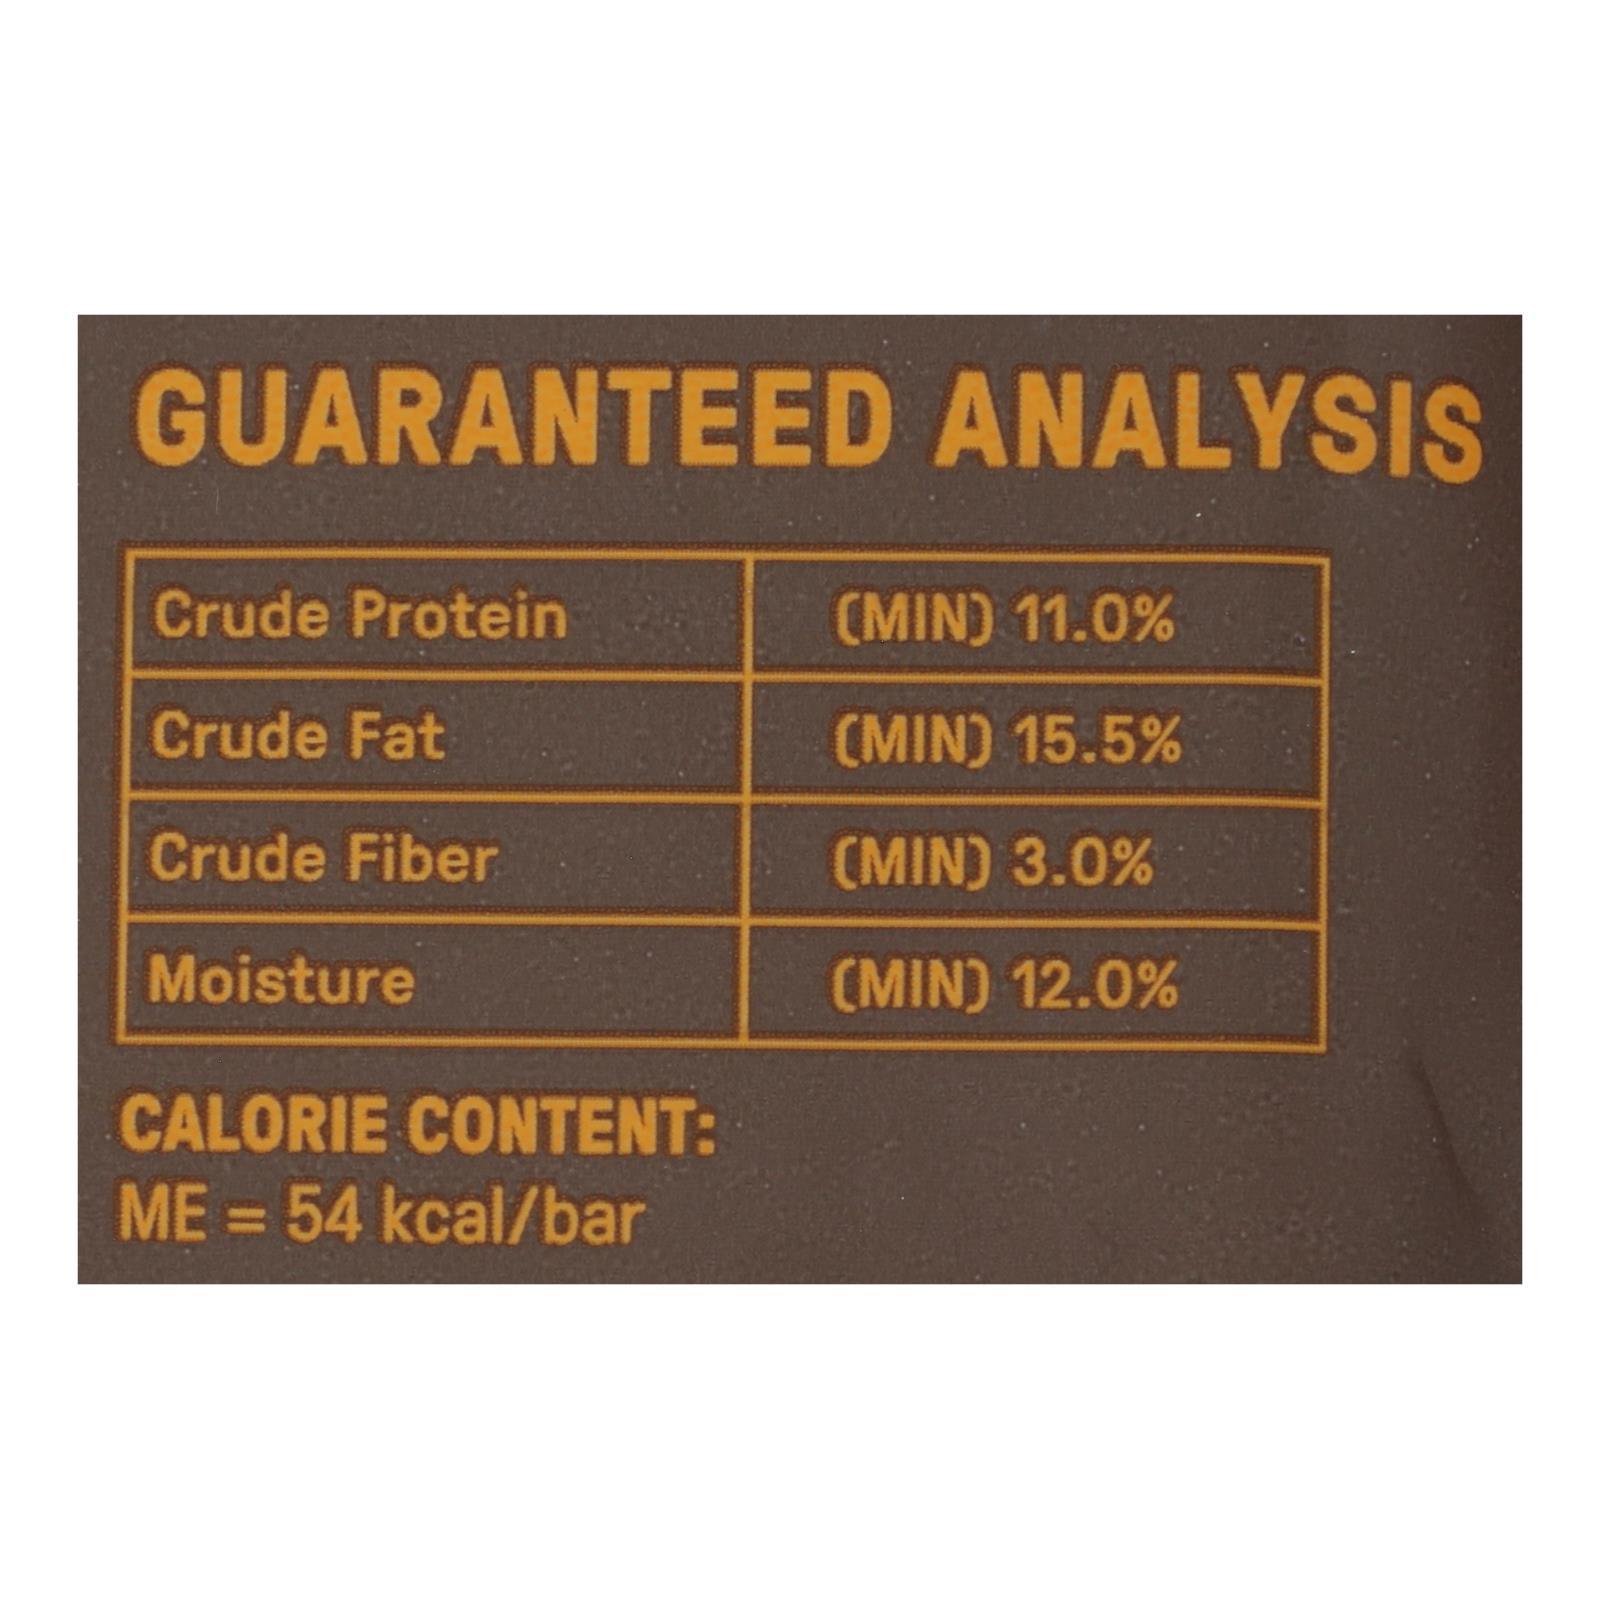 GUARANTEED ANALYSIS
Crude Protein (MIN) 11.0%
Crude Fat (MIN) 15.5%
Crude Fiber (MIN) 3.0%
Moisture (MIN) 12.0%
CALORIE CONTENT:
ME = 54 kcal/bar